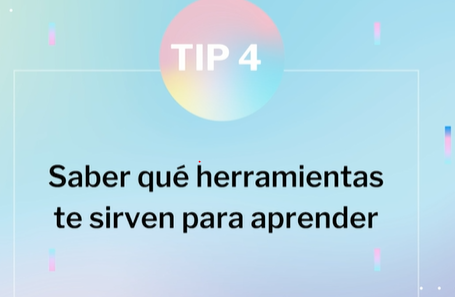 TIP 4
Saber qué herramientas
te sirven para aprender